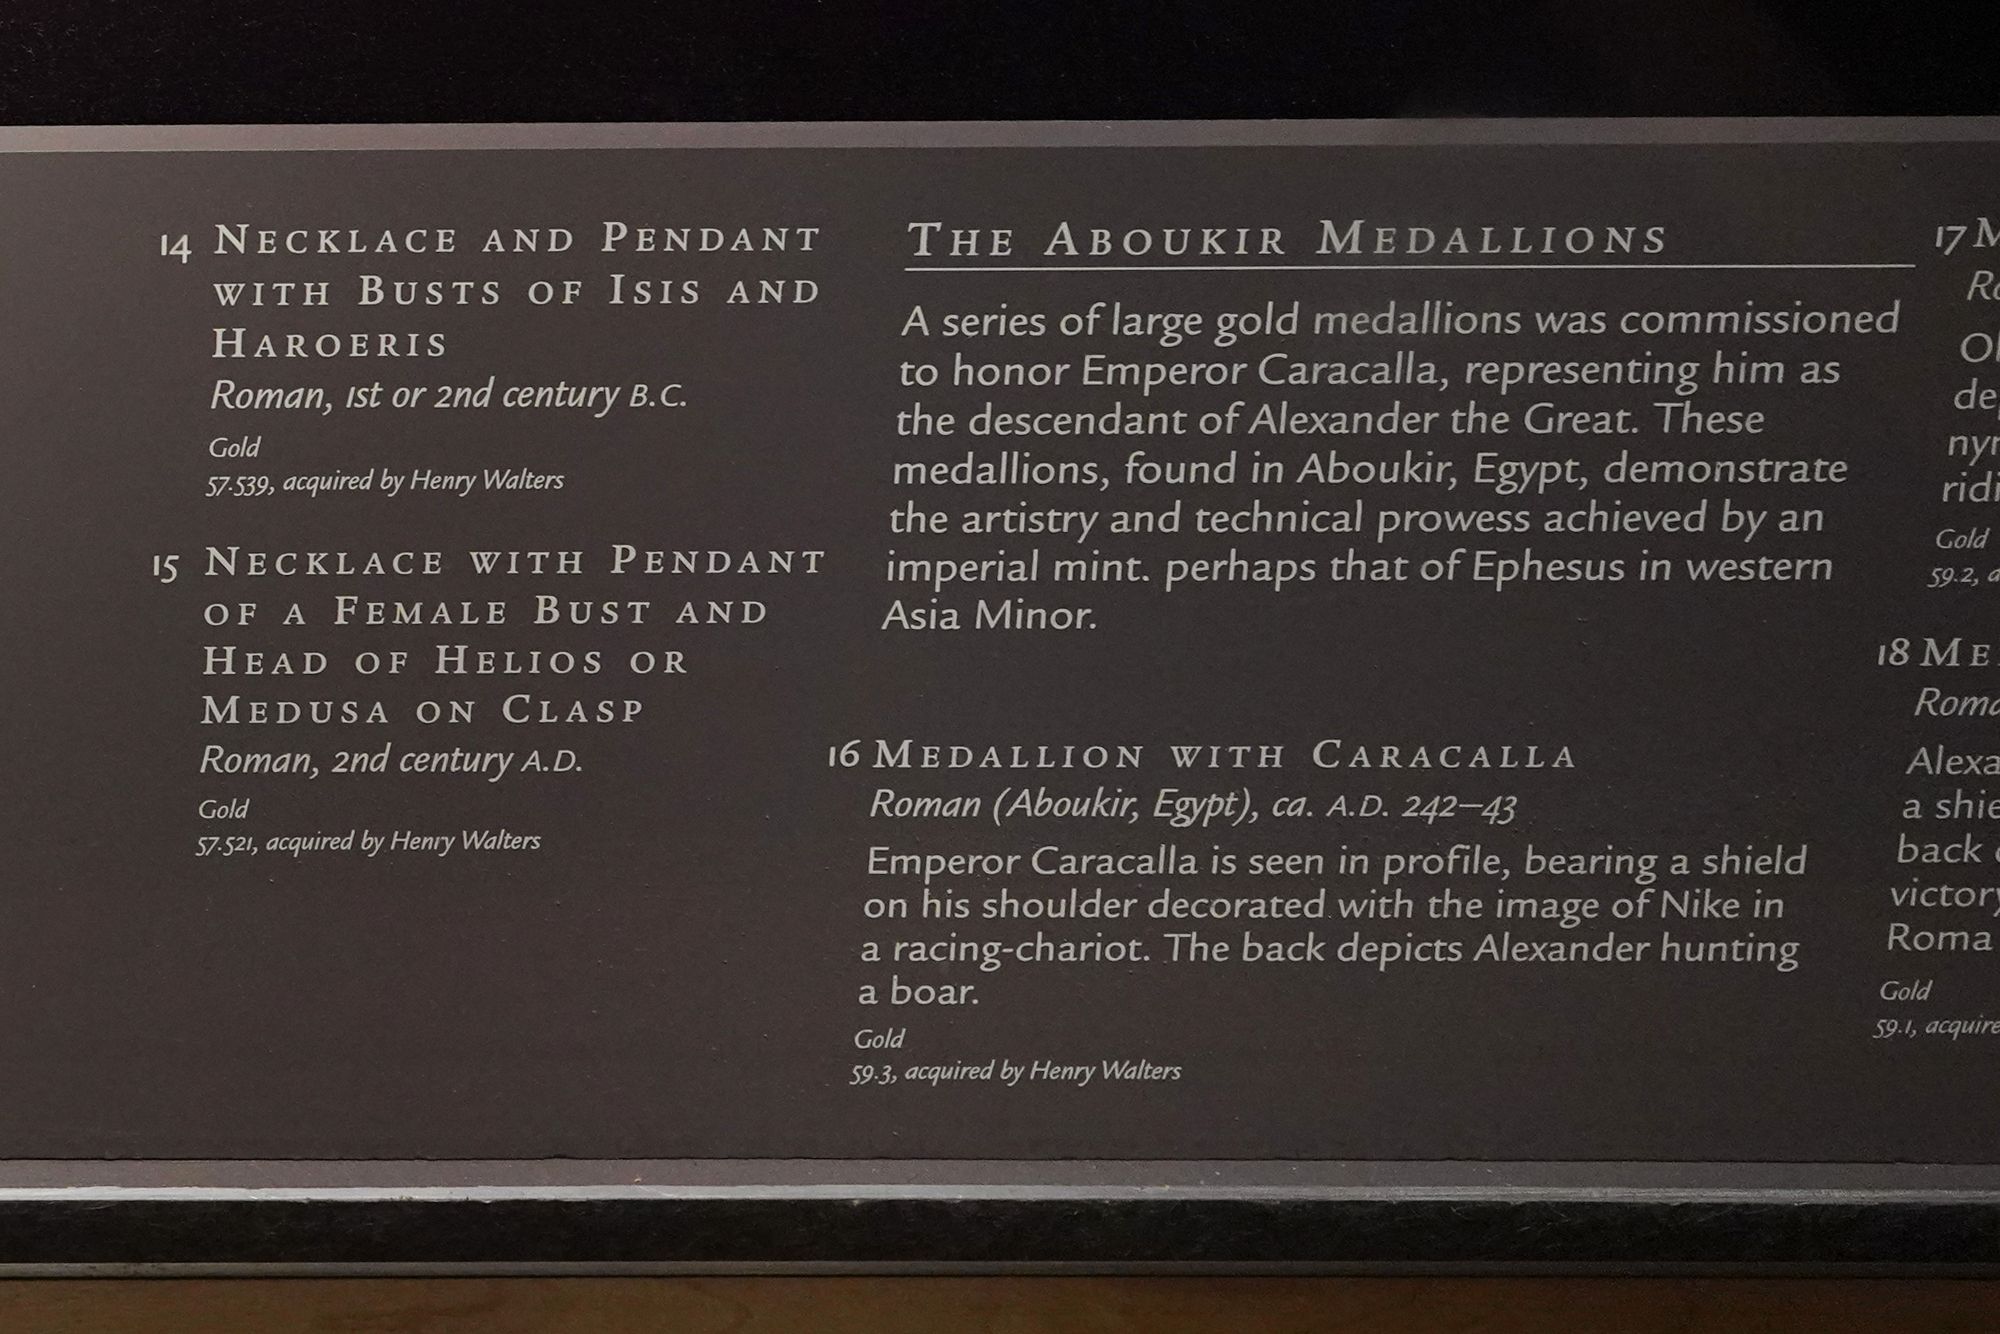 14 Necklace and Pendant
with Busts of Isis and
Haroeris
Roman, 1st or 2nd century B.C.
Gold
57.539, acquired by Henry Walters
15 Necklace with Pendant
of a Female Bust and
Head of Helios or
Medusa on Clasp
Roman, 2nd century A.D.
Gold
57.521, acquired by Henry Walters
The Aboukir Medallions
A series of large gold medallions was commissioned
to honor Emperor Caracalla, representing him as
the descendant of Alexander the Great. These
medallions, found in Aboukir, Egypt, demonstrate
the artistry and technical prowess achieved by an
imperial mint. perhaps that of Ephesus in western
Asia Minor.
16 Medallion with Caracalla
Roman (Aboukir, Egypt), ca. A.D. 242–43
Emperor Caracalla is seen in profile, bearing a shield
on his shoulder decorated with the image of Nike in
a racing-chariot. The back depicts Alexander hunting
a boar.
Gold
59.3, acquired by Henry Walters
17
Gold
59.2,
18
a
back
Roma
Gold
59.1,